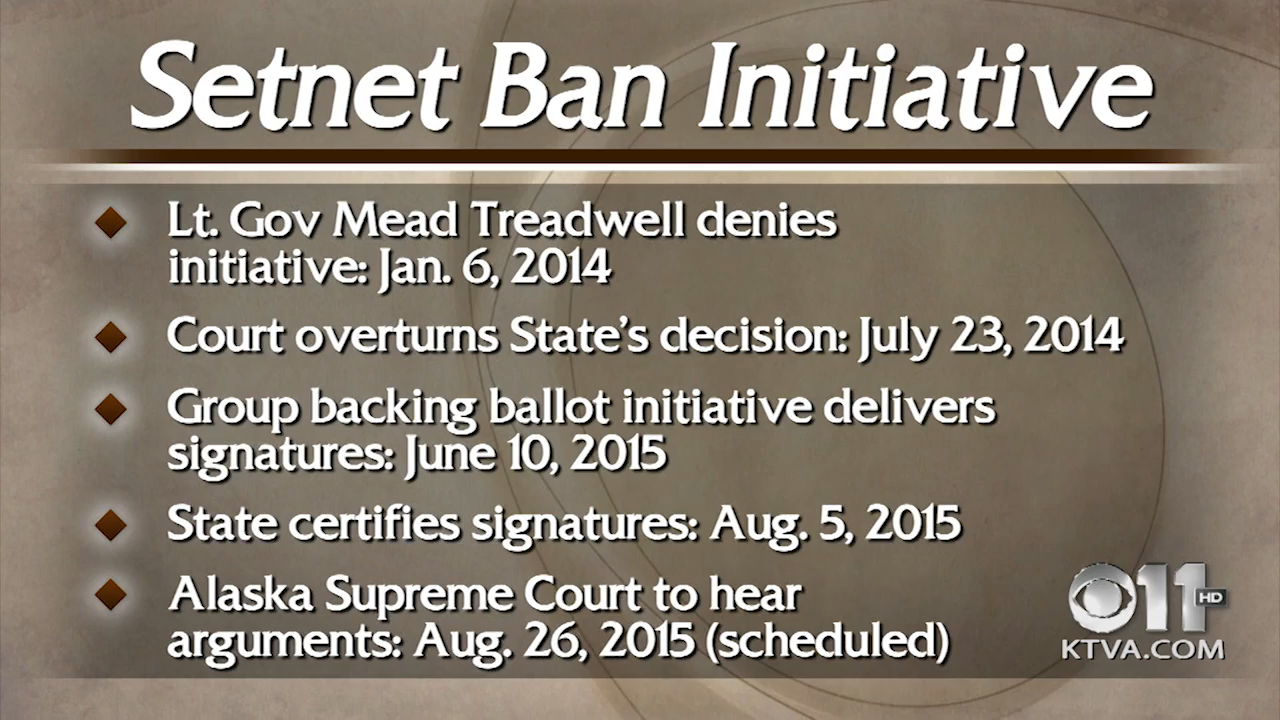 Setnet Ban Initiative
Lt. Gov Mead Treadwell denies
initiative: Jan. 6, 2014
Court overturns State's decision: July 23, 2014
Group backing ballot initiative delivers
signatures: June 10, 2015
State certifies signatures: Aug. 5, 2015
Alaska Supreme Court to hear
arguments: Aug. 26, 2015 (scheduled)
11 HD
KTVA.COM